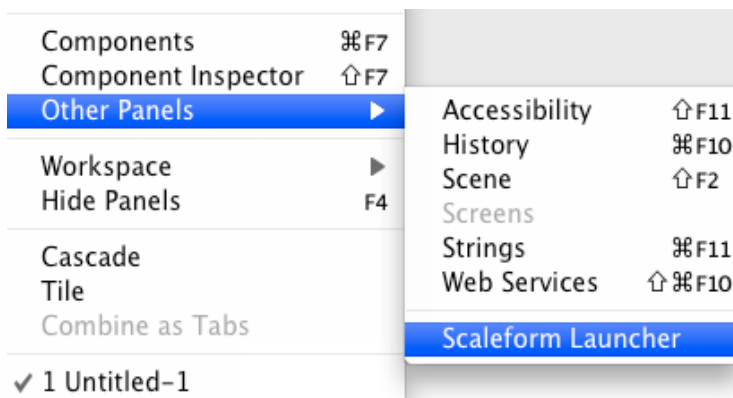 Components ⌘F7
Component Inspector ⇧F7
Other Panels ▶
Workspace ▶
Hide Panels F4
Cascade
Tile
Combine as Tabs
✓ 1 Untitled-1
Accessibility ⇧F11
History ⌘F10
Scene ⇧F2
Screens
Strings ⌘F11
Web Services ⇧⌘F10
Scaleform Launcher